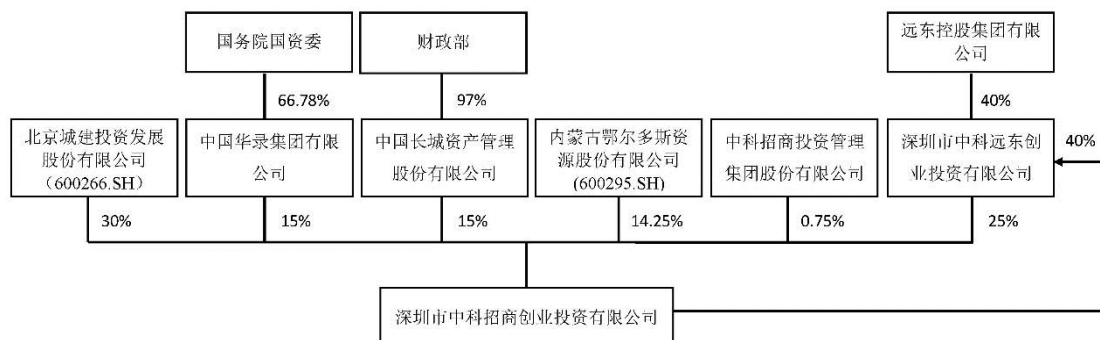 国务院国资委
财政部
远东控股集团有限
公司
66.78%
97%
40%
北京城建投资发展
股份有限公司
（600266.SH）
中国华录集团有限
公司
中国长城资产管理
股份有限公司
内蒙古鄂尔多斯资
源股份有限公司
(600295.SH)
中科招商投资管理
集团股份有限公司
深圳市中科远东创
业投资有限公司
40%
30%
15%
15%
14.25%
0.75%
25%
深圳市中科招商创业投资有限公司